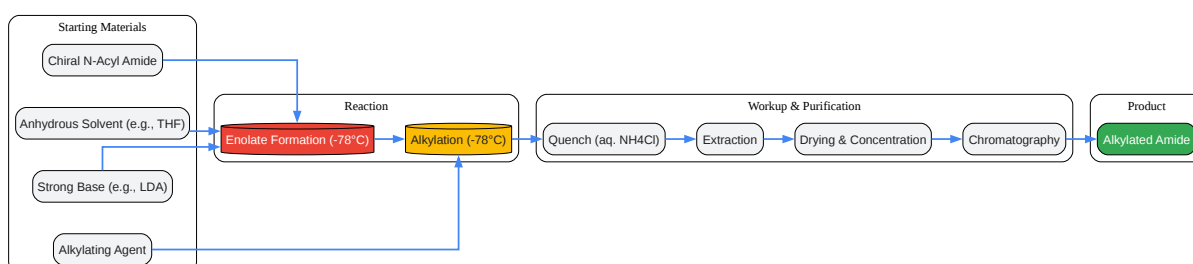 Starting Materials
Chiral N-Acyl Amide
Anhydrous Solvent (e.g., THF)
Strong Base (e.g., LDA)
Alkylating Agent
Reaction
Enolate Formation (-78°C)
Alkylation (-78°C)
Workup & Purification
Quench (aq. NH4Cl)
Extraction
Drying & Concentration
Chromatography
Product
Alkylated Amide